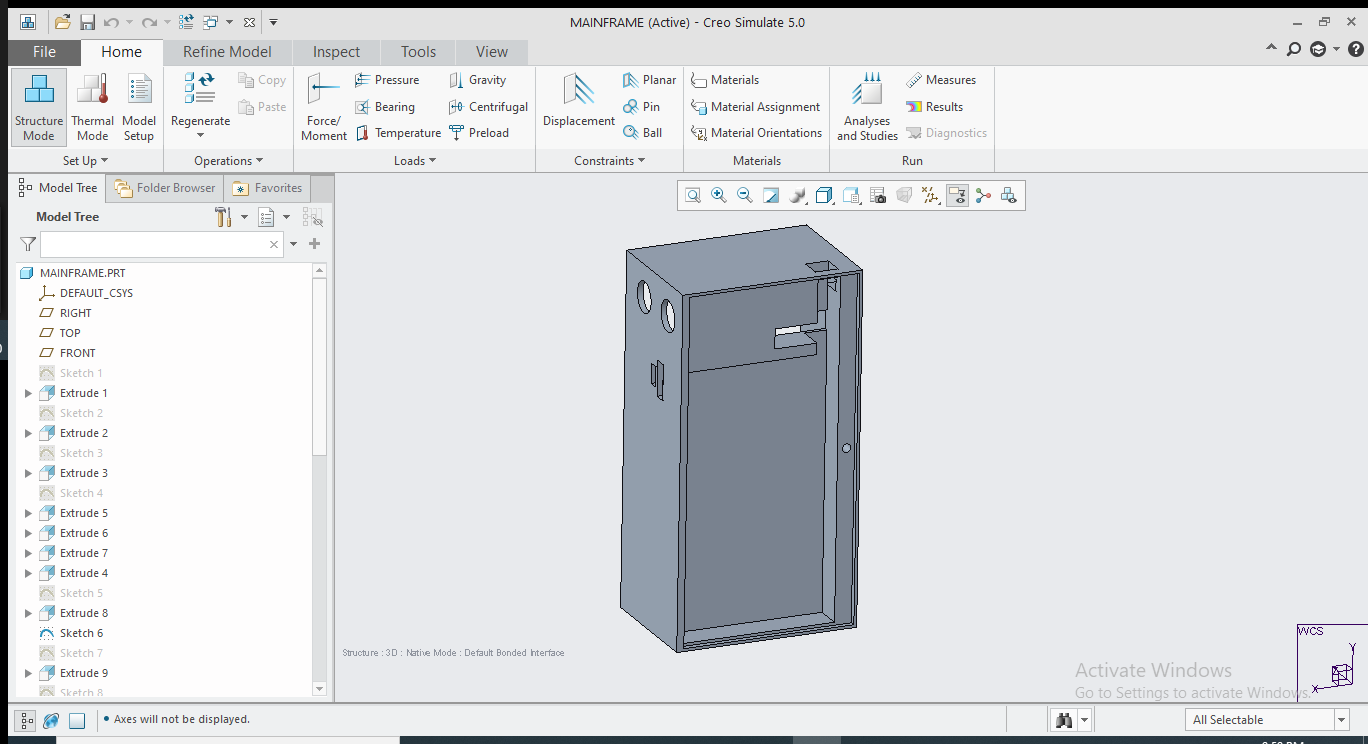 MAINFRAME (Active) - Creo Simulate 5.0
File Home Refine Model Inspect Tools View
Structure Mode
Thermal Mode
Model Setup
Set Up
Regenerate
Copy
Paste
Operations
Force/ Moment
Pressure
Bearing
Temperature
Gravity
Centrifugal
Preload
Loads
Displacement
Planar
Pin
Ball
Constraints
Materials
Material Assignment
Material Orientations
Materials
Analyses and Studies
Measures
Results
Diagnostics
Run
Model Tree Folder Browser Favorites
Model Tree
MAINFRAME.PRT
DEFAULT_CSYS
RIGHT
TOP
FRONT
Sketch 1
Extrude 1
Sketch 2
Extrude 2
Sketch 3
Extrude 3
Sketch 4
Extrude 5
Extrude 6
Extrude 7
Extrude 4
Sketch 5
Extrude 8
Sketch 6
Sketch 7
Extrude 9
Sketch 8
Structure : 3D : Native Mode : Default Bonded Interface
WCS
Y
X
Activate Windows
Go to Settings to activate Windows.
Axes will not be displayed.
All Selectable